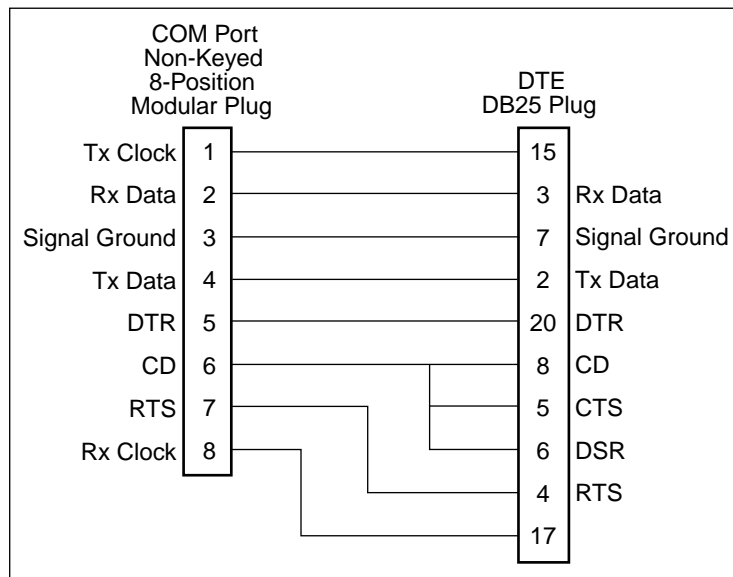 COM Port
Non-Keyed
8-Position
Modular Plug
DTE
DB25 Plug
Tx Clock 1 15
Rx Data 2 3 Rx Data
Signal Ground 3 7 Signal Ground
Tx Data 4 2 Tx Data
DTR 5 20 DTR
CD 6 8 CD
RTS 7 5 CTS
Rx Clock 8 6 DSR
4 RTS
17